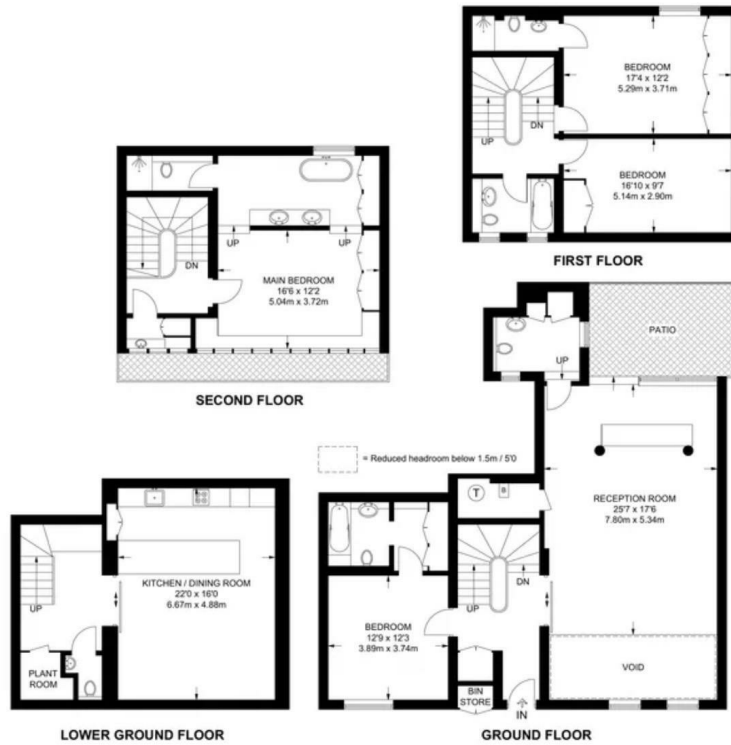 BEDROOM
17'4 x 12'2
5.29m x 3.71m
UP
DN
BEDROOM
16'10 x 9'7
5.14m x 2.90m
FIRST FLOOR
UP
UP
DN
MAIN BEDROOM
16'6 x 12'2
5.04m x 3.72m
SECOND FLOOR
PATIO
UP
= Reduced headroom below 1.5m / 5'0
T
B
RECEPTION ROOM
25'7 x 17'6
7.80m x 5.34m
DN
UP
BEDROOM
12'9 x 12'3
3.89m x 3.74m
VOID
BIN
STORE
IN
GROUND FLOOR
KITCHEN / DINING ROOM
22'0 x 16'0
6.67m x 4.88m
UP
PLANT
ROOM
LOWER GROUND FLOOR